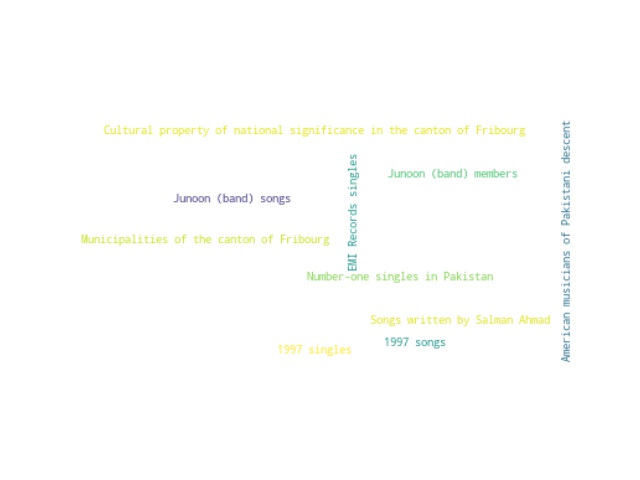 Cultural property of national significance in the canton of Fribourg
American musicians of Pakistani descent
EMI Records singles
Junoon (band) members
Junoon (band) songs
Municipalities of the canton of Fribourg
Number-one singles in Pakistan
Songs written by Salman Ahmad
1997 songs
1997 singles